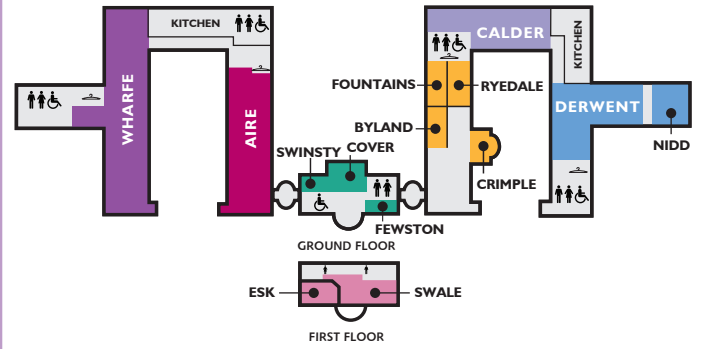 KITCHEN
WHARFE
AIRE
SWINSTY
COVER
FEWSTON
GROUND FLOOR
CALDER
KITCHEN
FOUNTAINS
RYEDALE
BYLAND
CRIMPLE
DERWENT
NIDD
ESK
SWALE
FIRST FLOOR